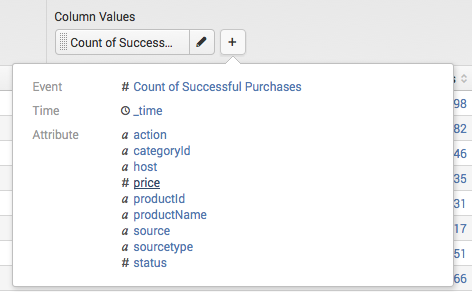 Column Values
Count of Success...
+
s
Event # Count of Successful Purchases
Time _time
Attribute a action
a categoryId
a host
# price
a productId
a productName
a source
a sourcetype
# status
98
82
46
35
31
17
51
66